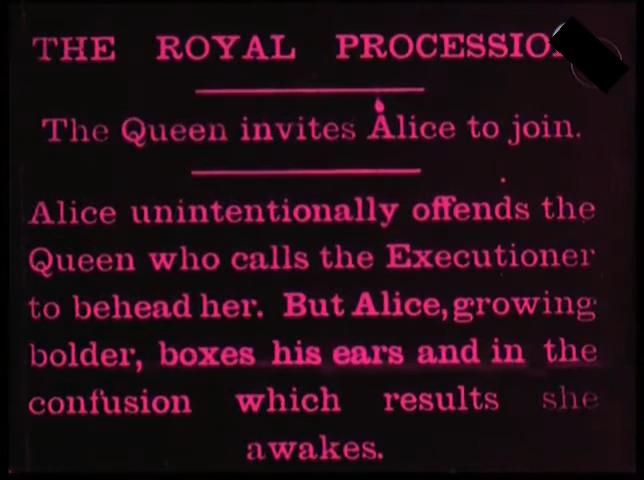 THE ROYAL PROCESSION
The Queen invites Alice to join.
Alice unintentionally offends the
Queen who calls the Executioner
to behead her. But Alice, growing
bolder, boxes his ears and in the
confusion which results she
awakes.